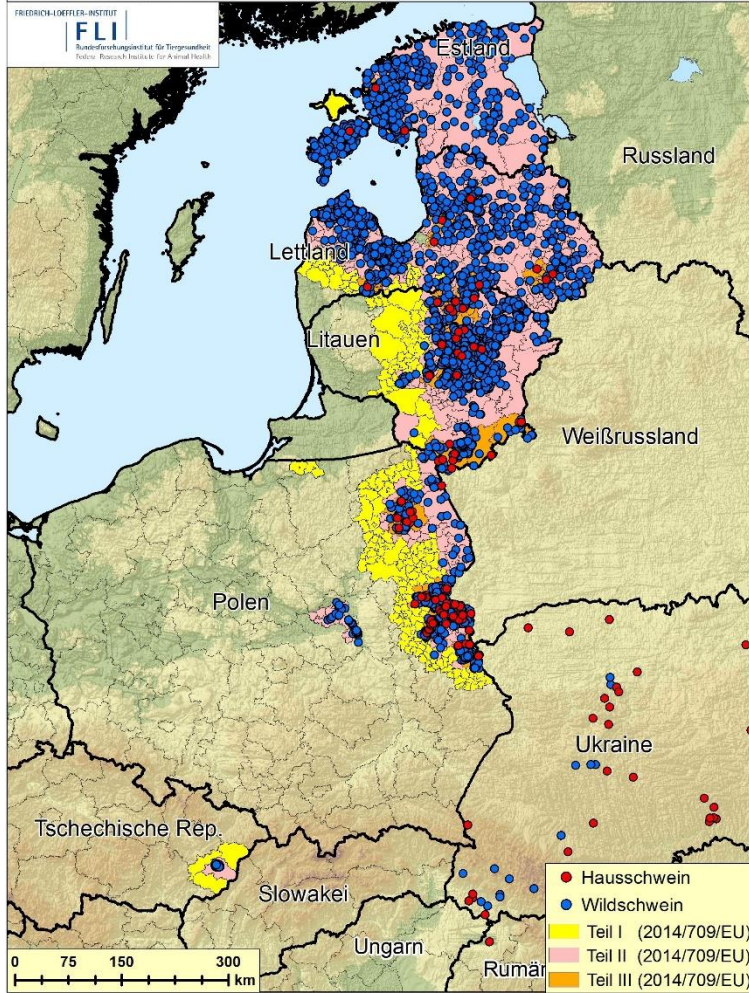 FRIEDRICH-LOEFFLER-INSTITUT
FLI
Bundesforschungsinstitut für Tiergesundheit
Federal Research Institute for Animal Health
Estland
Russland
Lettland
Litauen
Weißrussland
Polen
Ukraine
Tschechische Rep.
Slowakei
Ungarn
Rumän
Hausschwein
Wildschwein
Teil I (2014/709/EU)
Teil II (2014/709/EU)
Teil III (2014/709/EU)
0 75 150 300
km